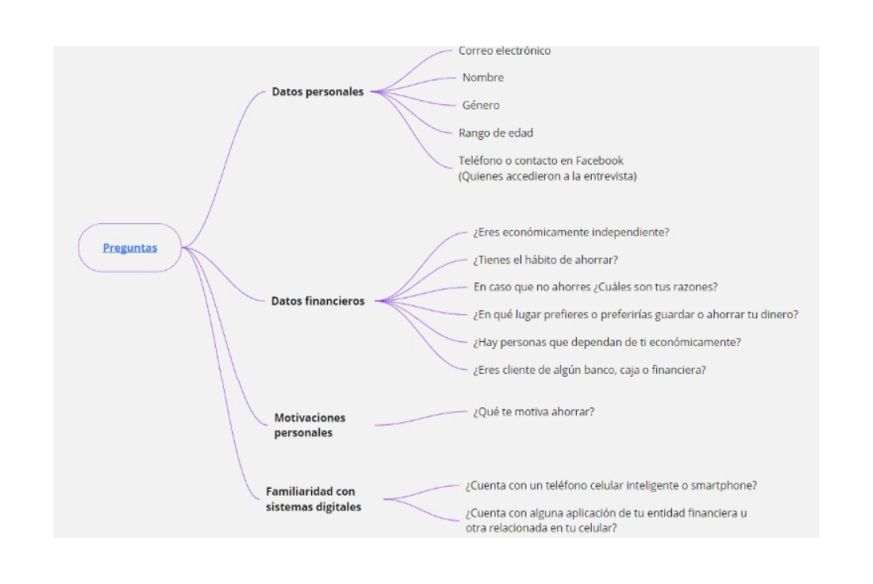 Preguntas
Datos personales
Correo electrónico
Nombre
Género
Rango de edad
Teléfono o contacto en Facebook
(Quienes accedieron a la entrevista)
Datos financieros
¿Eres económicamente independiente?
¿Tienes el hábito de ahorrar?
En caso que no ahorres ¿Cuáles son tus razones?
¿En qué lugar prefieres o preferirías guardar o ahorrar tu dinero?
¿Hay personas que dependan de ti económicamente?
¿Eres cliente de algún banco, caja o financiera?
Motivaciones
personales
¿Qué te motiva ahorrar?
Familiaridad con
sistemas digitales
¿Cuenta con un teléfono celular inteligente o smartphone?
¿Cuenta con alguna aplicación de tu entidad financiera u
otra relacionada en tu celular?